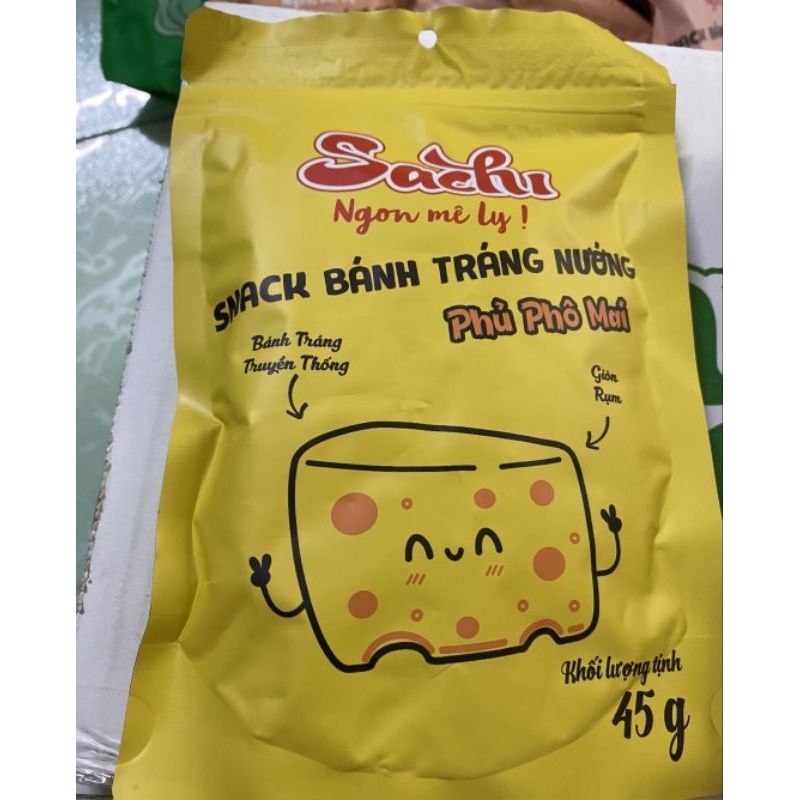 Sachi
Ngon mê ly !
SNACK BÁNH TRÁNG NƯỚNG
Phủ Phô Mai
Bánh Tráng
Truyền Thống
Giòn
Rụm
Khối lượng tịnh
45 g